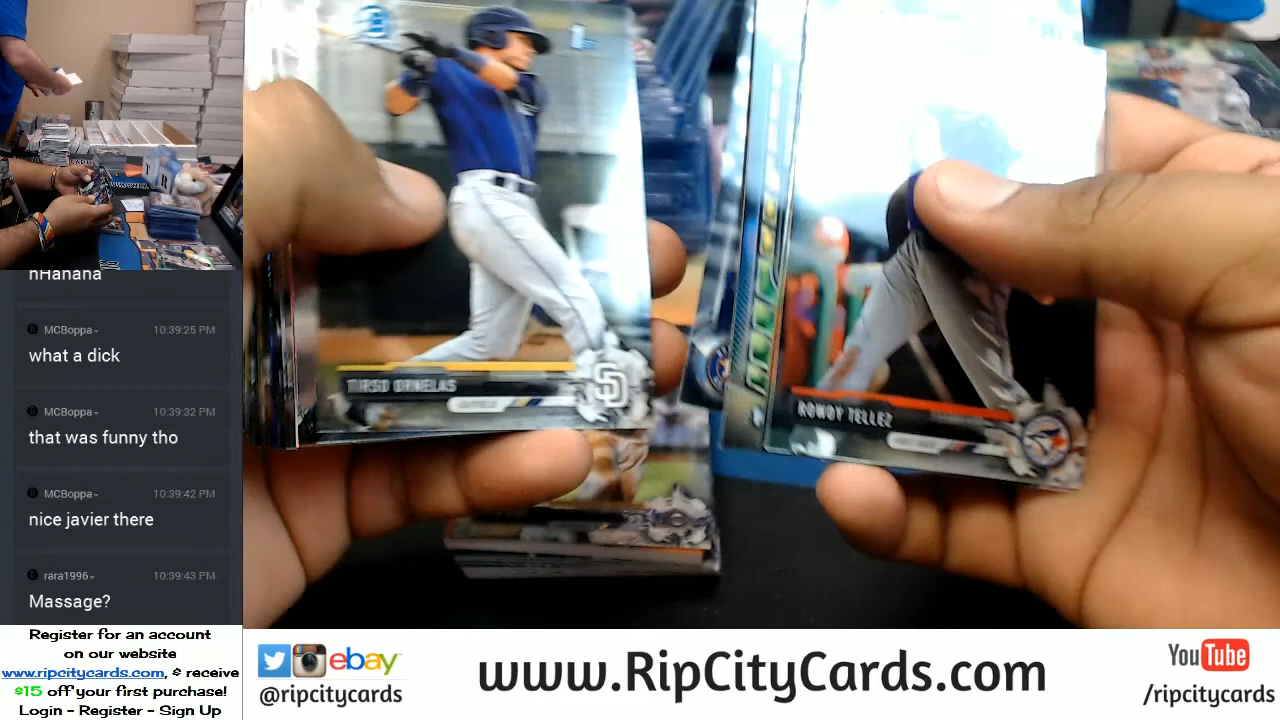 nHanana
MCBoppa
10:39:25 PM
what a dick
MCBoppa
10:39:32 PM
that was funny tho
MCBoppa
10:39:42 PM
nice javier there
rara1996
10:39:43 PM
Massage?
Register for an account
on our website
www.ripcitycards.com, & receive
$15 off your first purchase!
Login - Register - Sign Up
TIRSO ORNELAS
SD
ROWDY TELLEZ
ebay
@ripcitycards
www.RipCityCards.com
YouTube
/ripcitycards